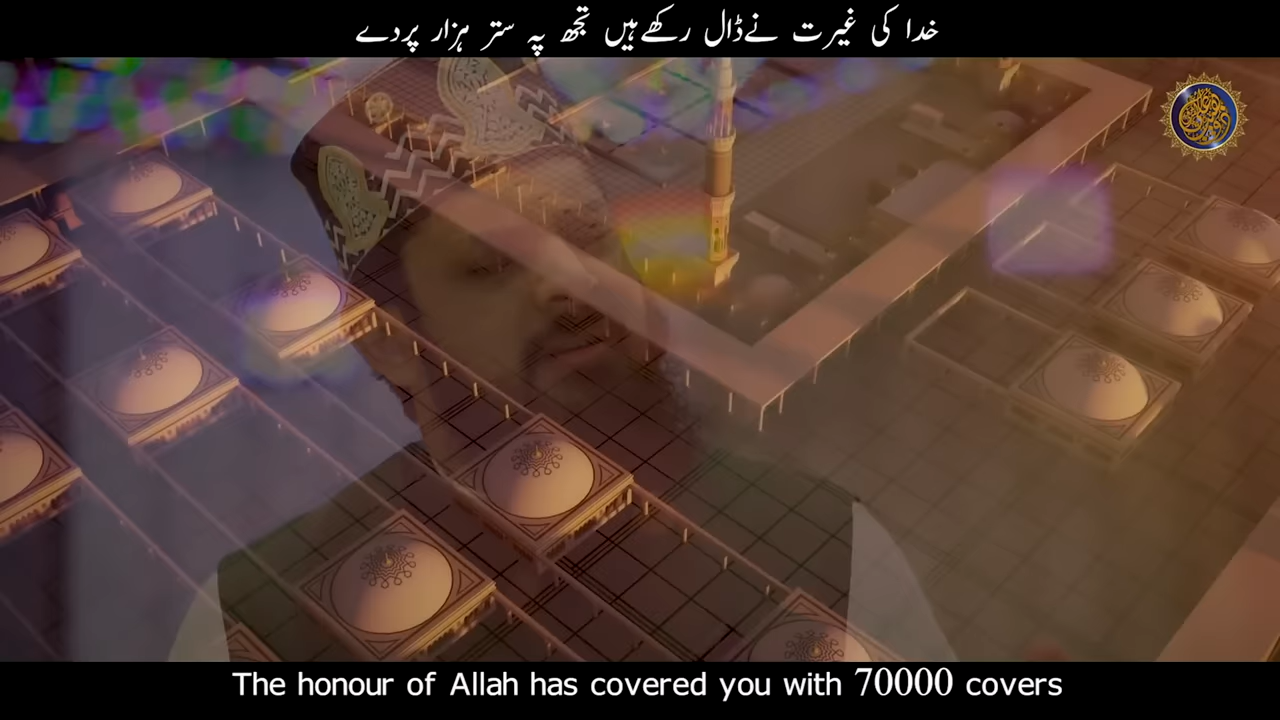 خدا کی غیرت نے ڈال رکھے ہیں تجھ پہ ستر ہزار پردے
The honour of Allah has covered you with 70000 covers